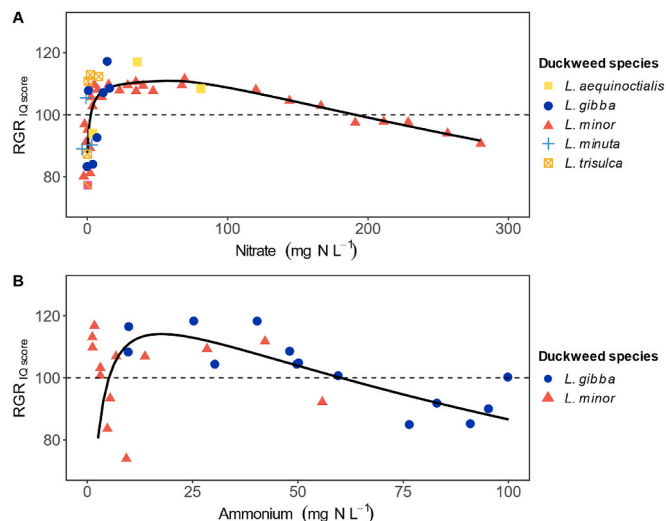 A
RGR IQ score
120
100
80
0
100
200
300
Nitrate (mg N L⁻¹)
Duckweed species
L. aequinoctialis
L. gibba
L. minor
L. minuta
L. trisulca
B
RGR IQ score
120
100
80
0
25
50
75
100
Ammonium (mg N L⁻¹)
Duckweed species
L. gibba
L. minor